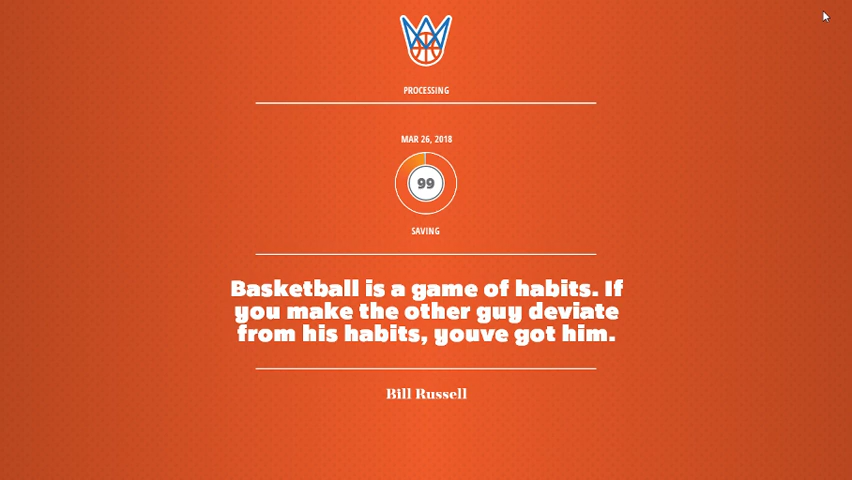 PROCESSING
MAR 26, 2018
99
SAVING
Basketball is a game of habits. If
you make the other guy deviate
from his habits, youve got him.
Bill Russell